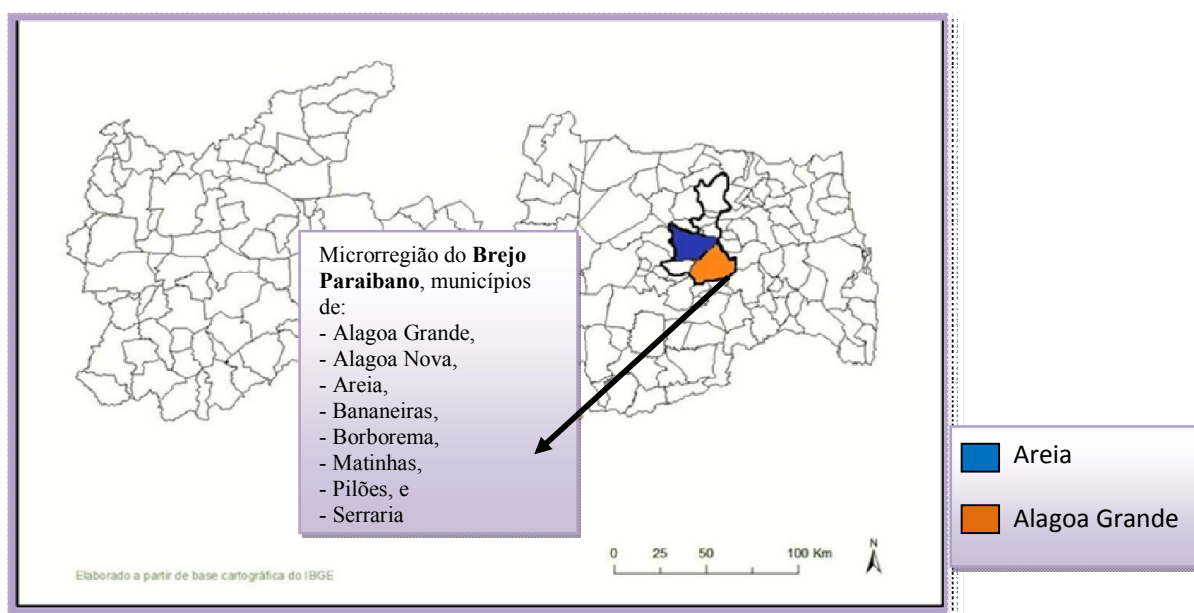 Microrregião do Brejo
Paraibano, municípios
de:
- Alagoa Grande,
- Alagoa Nova,
- Areia,
- Bananeiras,
- Borborema,
- Matinhas,
- Pilões, e
- Serraria
Areia
Alagoa Grande
0 25 50 100 Km
N
Elaborado a partir de base cartográfica do IBGE